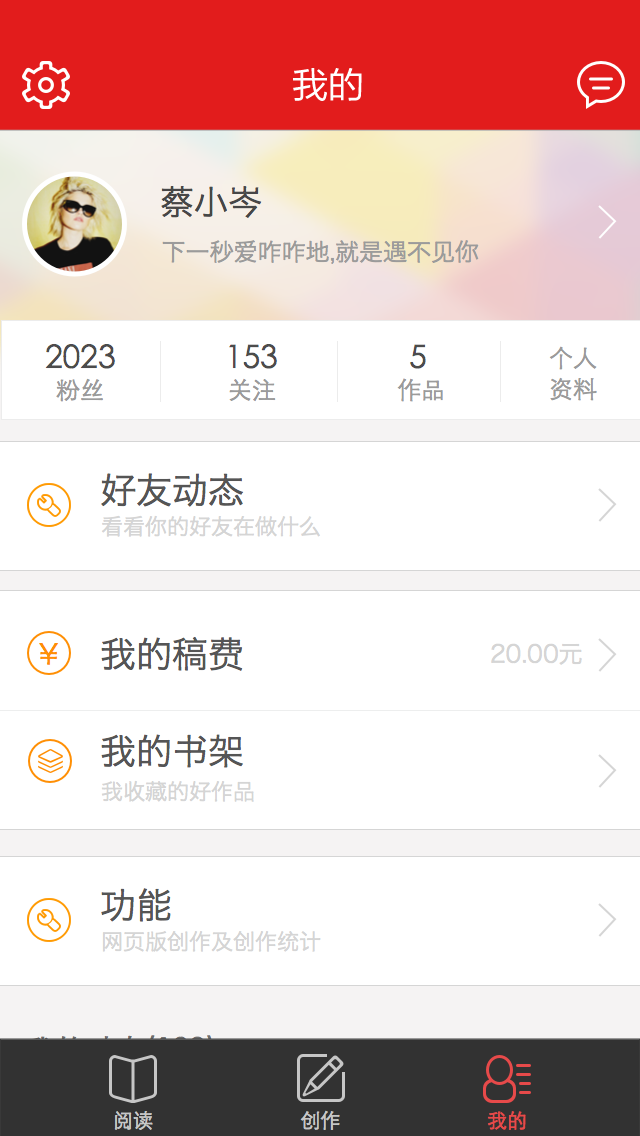 我的
蔡小岑
下一秒爱咋咋地,就是遇不见你
2023
粉丝
153
关注
5
作品
个人
资料
好友动态
看看你的好友在做什么
¥
我的稿费
20.00元
我的书架
我收藏的好作品
功能
网页版创作及创作统计
阅读
创作
我的